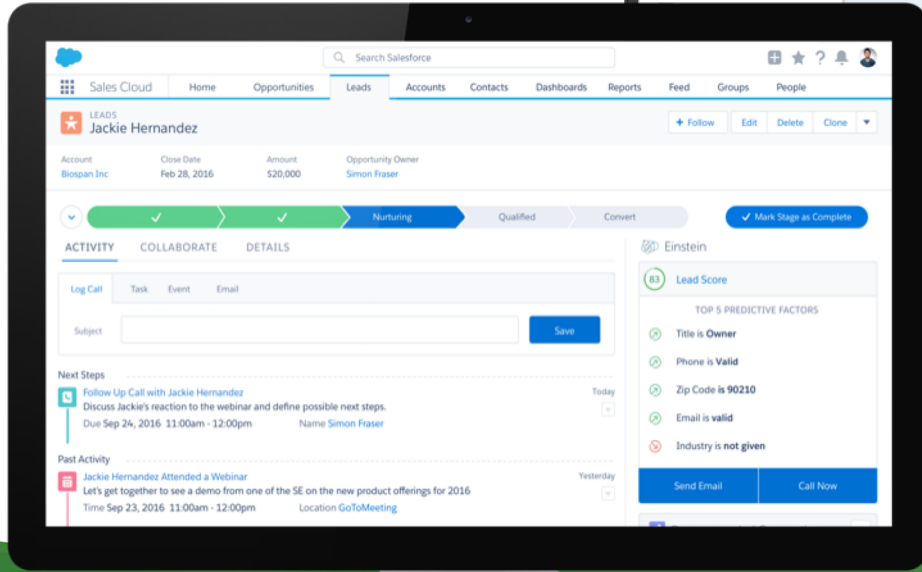 Search Salesforce
Sales Cloud Home Opportunities Leads Accounts Contacts Dashboards Reports Feed Groups People
LEADS
Jackie Hernandez
+ Follow Edit Delete Clone
Account Close Date Amount Opportunity Owner
Biospan Inc Feb 28, 2016 $20,000 Simon Fraser
Nurturing Qualified Convert Mark Stage as Complete
ACTIVITY COLLABORATE DETAILS
Log Call Task Event Email
Subject Save
Next Steps
Follow Up Call with Jackie Hernandez Today
Discuss Jackie's reaction to the webinar and define possible next steps.
Due Sep 24, 2016 11:00am - 12:00pm Name Simon Fraser
Past Activity
Jackie Hernandez Attended a Webinar Yesterday
Let's get together to see a demo from one of the SE on the new product offerings for 2016
Time Sep 23, 2016 11:00am - 12:00pm Location GoToMeeting
Einstein
83 Lead Score
TOP 5 PREDICTIVE FACTORS
Title is Owner
Phone is Valid
Zip Code is 90210
Email is valid
Industry is not given
Send Email Call Now